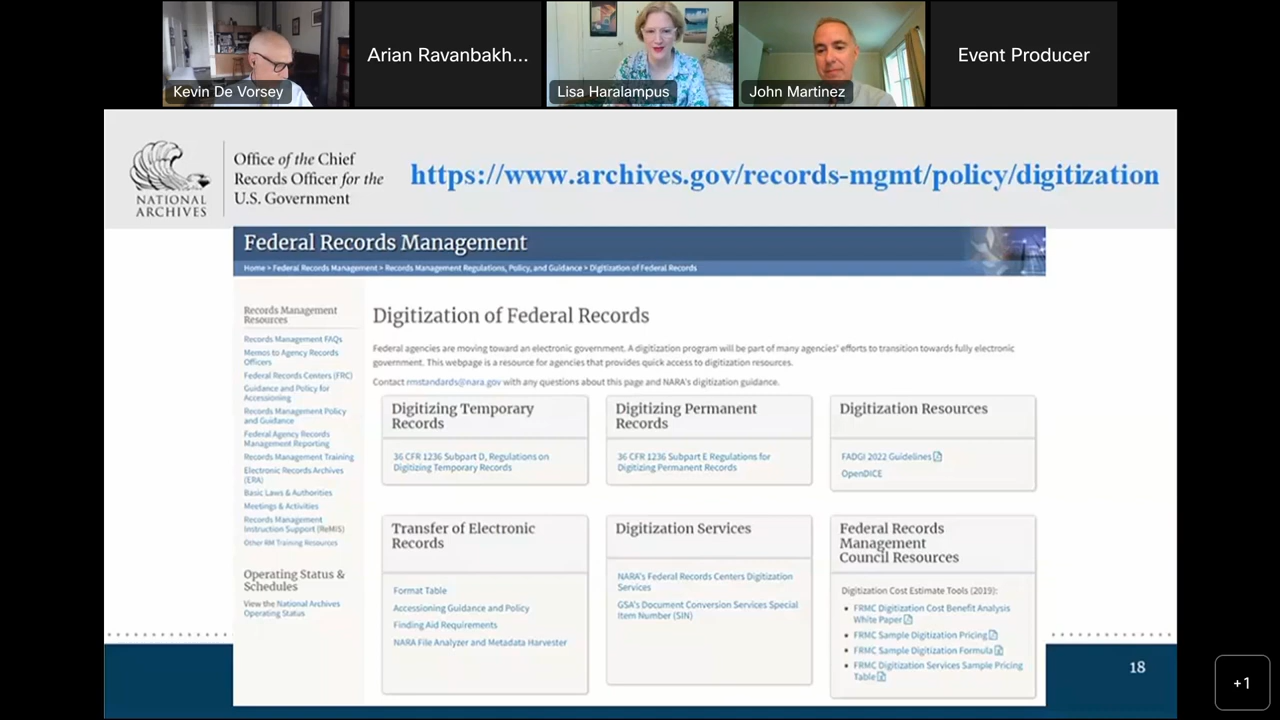 Kevin De Vorsey
Arian Ravanbakh...
Lisa Haralampus
John Martinez
Event Producer
NATIONAL
ARCHIVES
Office of the Chief
Records Officer for the
U.S. Government
https://www.archives.gov/records-mgmt/policy/digitization
Federal Records Management
Home > Federal Records Management > Records Management Regulations, Policy, and Guidance > Digitization of Federal Records
Records Management
Resources
Records Management FAQs
Memos to Agency Records
Officers
Federal Records Centers (FRC)
Guidance and Policy for
Accessioning
Records Management Policy
and Guidance
Federal Agency Records
Management Reporting
Records Management Training
Electronic Records Archives
(ERA)
Basic Laws & Authorities
Meetings & Activities
Records Management
Instruction Support (ReMIS)
Other RM Training Resources
Operating Status &
Schedules
View the National Archives
Operating Status
Digitization of Federal Records
Federal agencies are moving toward an electronic government. A digitization program will be part of many agencies' efforts to transition towards fully electronic
government. This webpage is a resource for agencies that provides quick access to digitization resources.
Contact rmstandards@nara.gov with any questions about this page and NARA's digitization guidance.
Digitizing Temporary
Records
36 CFR 1236 Subpart D, Regulations on
Digitizing Temporary Records
Digitizing Permanent
Records
36 CFR 1236 Subpart E Regulations for
Digitizing Permanent Records
Digitization Resources
FADGI 2022 Guidelines
OpenDICE
Transfer of Electronic
Records
Format Table
Accessioning Guidance and Policy
Finding Aid Requirements
NARA File Analyzer and Metadata Harvester
Digitization Services
NARA's Federal Records Centers Digitization
Services
GSA's Document Conversion Services Special
Item Number (SIN)
Federal Records
Management
Council Resources
Digitization Cost Estimate Tools (2019):
FRMC Digitization Cost Benefit Analysis
White Paper
FRMC Sample Digitization Pricing
FRMC Sample Digitization Formula
FRMC Digitization Services Sample Pricing
Table
18
+1